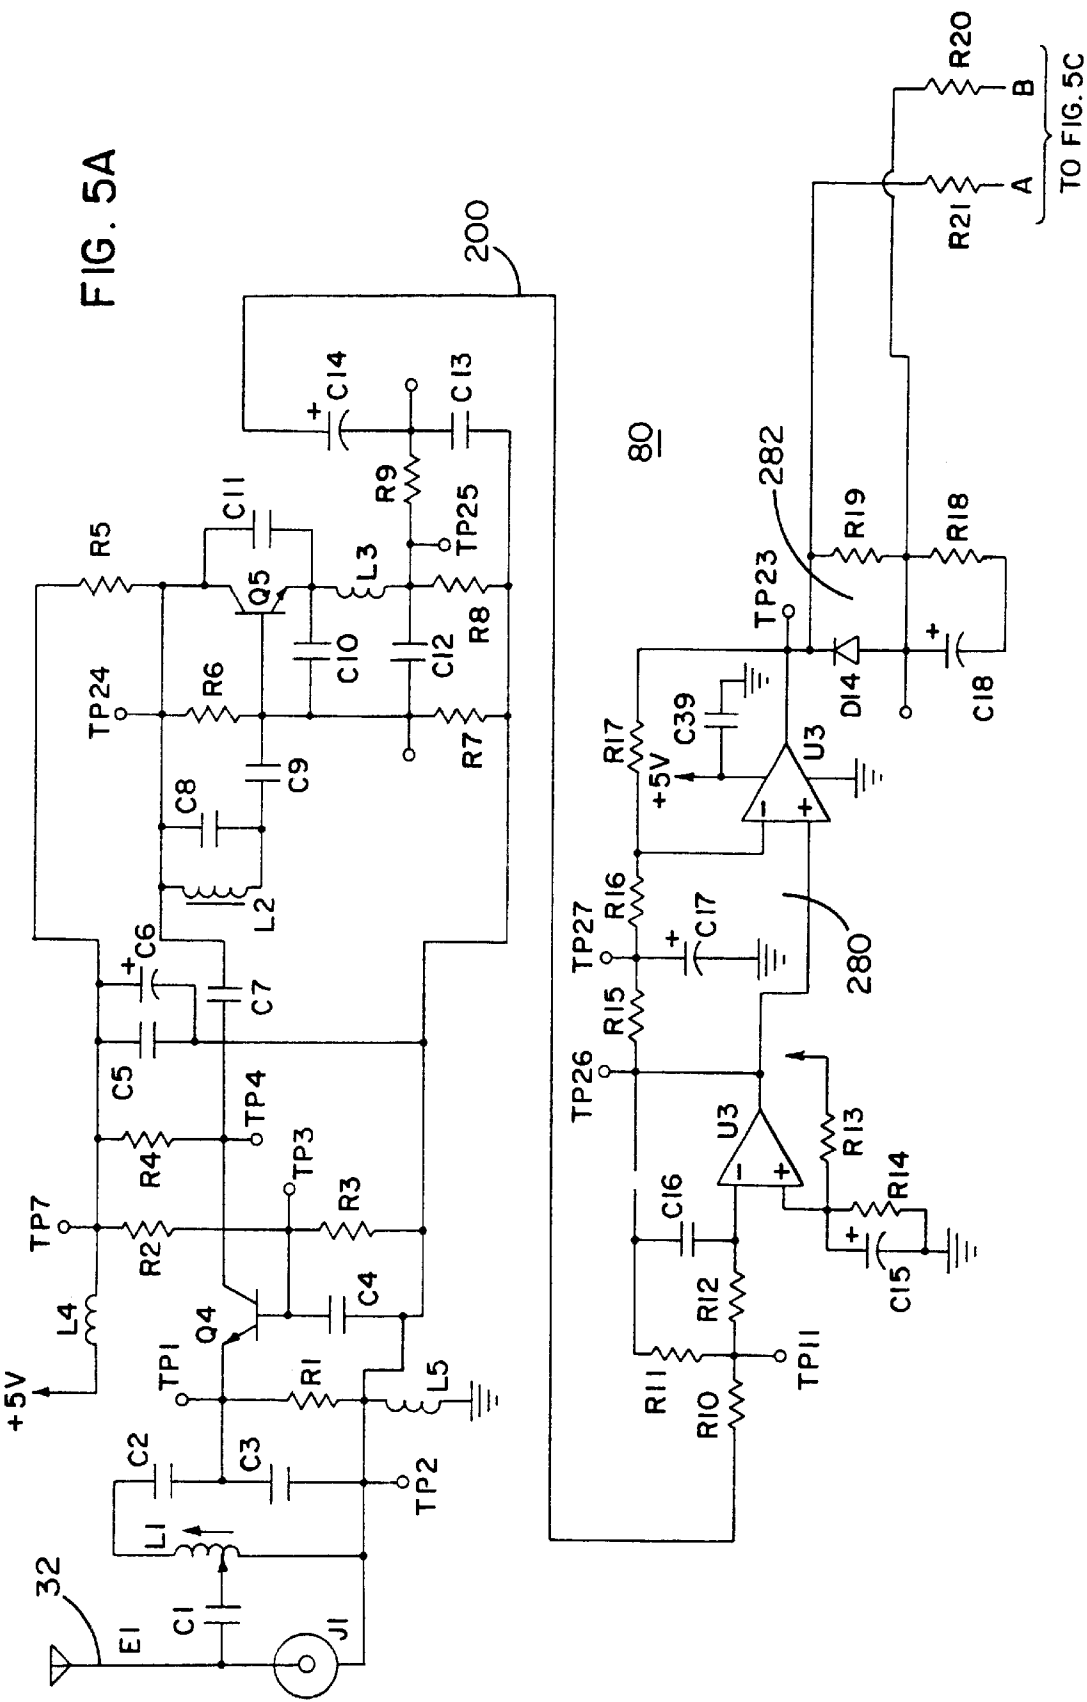 FIG. 5A
32
E1
J1
C1
L1
C2
C3
TP1
TP2
+5V
L4
Q4
R1
L5
TP7
R2
C4
TP3
R3
R4
TP4
C5
C6
+
C7
L2
C8
C9
TP24
R6
R5
Q5
C11
C10
L3
C12
R7
R8
TP25
R9
C14
+
C13
200
80
R10
R11
TP11
R12
C16
U3
-
+
C15
+
R14
R13
TP26
R15
TP27
+
C17
R16
280
R17
+5V
C39
-
+
U3
TP23
D14
282
+
C18
R19
R18
R21
R20
A
B
TO FIG. 5C